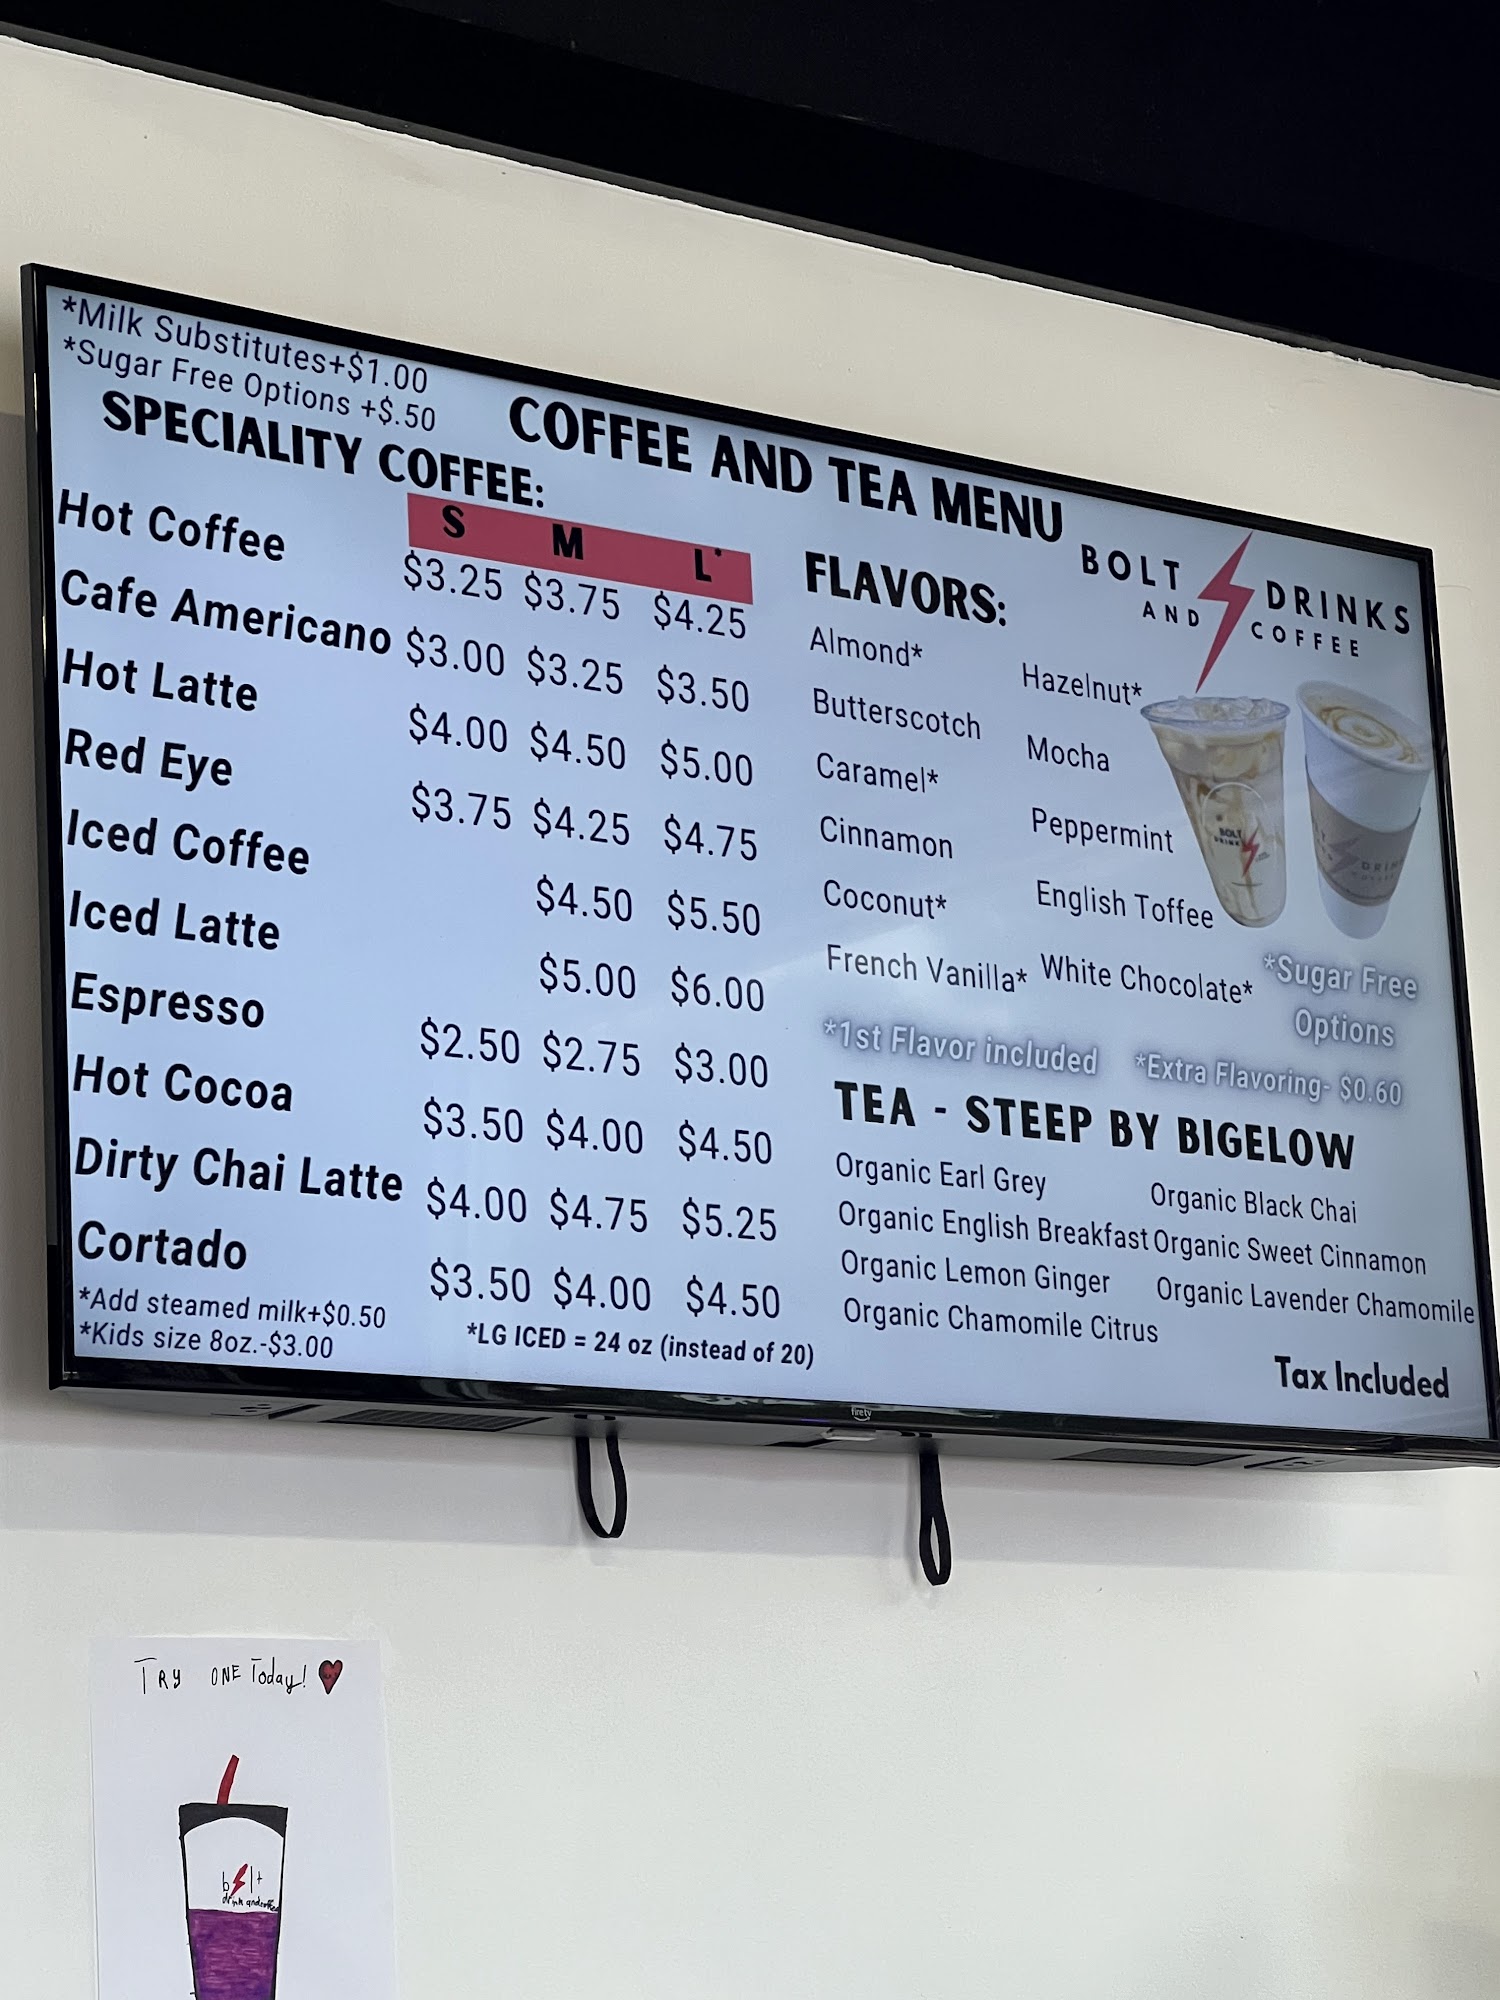 *Milk Substitutes+$1.00
*Sugar Free Options +$.50
COFFEE AND TEA MENU
SPECIALITY COFFEE:
S M L*
Hot Coffee $3.25 $3.75 $4.25
Cafe Americano $3.00 $3.25 $3.50
Hot Latte $4.00 $4.50 $5.00
Red Eye $3.75 $4.25 $4.75
Iced Coffee $4.50 $5.50
Iced Latte $5.00 $6.00
Espresso $2.50 $2.75 $3.00
Hot Cocoa $3.50 $4.00 $4.50
Dirty Chai Latte $4.00 $4.75 $5.25
Cortado $3.50 $4.00 $4.50
*Add steamed milk+$0.50
*Kids size 8oz.-$3.00
*LG ICED = 24 oz (instead of 20)
BOLT DRINKS
AND COFFEE
FLAVORS:
Almond* Hazelnut*
Butterscotch Mocha
Caramel* Peppermint
Cinnamon English Toffee
Coconut* White Chocolate*
French Vanilla*
*Sugar Free
Options
*1st Flavor included *Extra Flavoring- $0.60
TEA - STEEP BY BIGELOW
Organic Earl Grey Organic Black Chai
Organic English Breakfast Organic Sweet Cinnamon
Organic Lemon Ginger Organic Lavender Chamomile
Organic Chamomile Citrus
Tax Included
firetv
TRY ONE Today!
bolt
drink and coffee